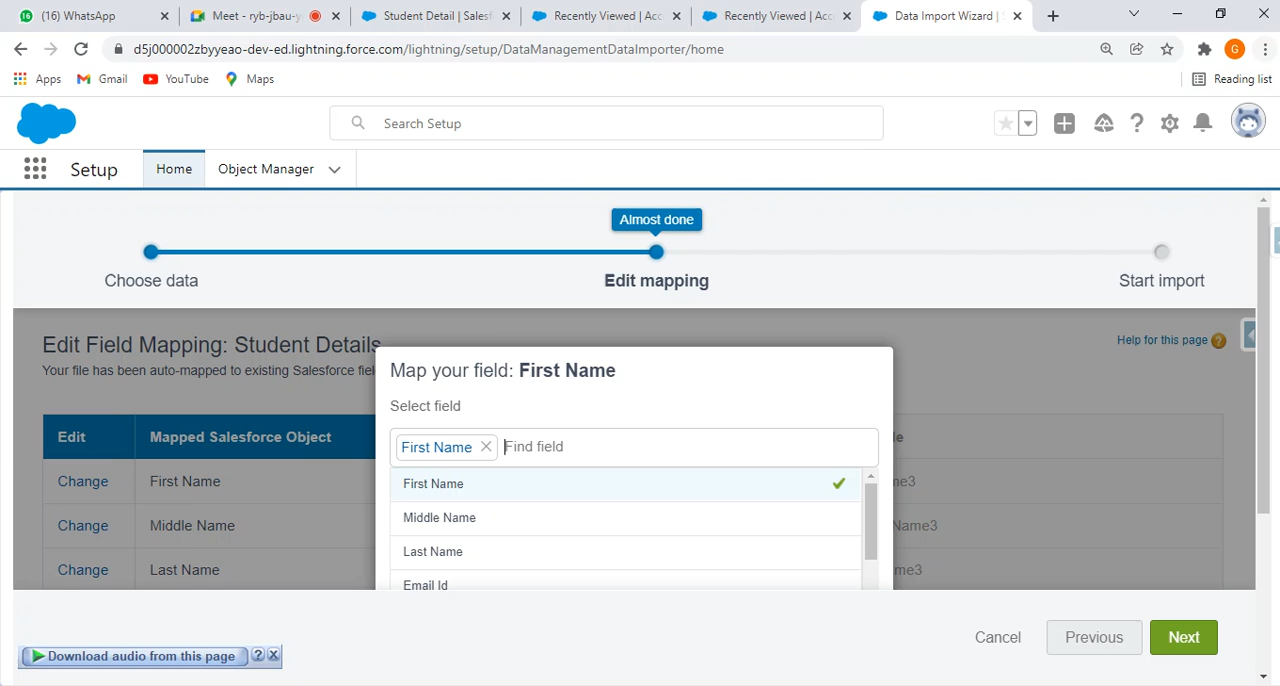 (16) WhatsApp
Meet - ryb-jbau-y
Student Detail | Sales
Recently Viewed | Acc
Recently Viewed | Acc
Data Import Wizard |
d5j000002zbyyeao-dev-ed.lightning.force.com/lightning/setup/DataManagementDataImporter/home
G
Apps
Gmail
YouTube
Maps
Reading list
Search Setup
Setup
Home
Object Manager
Almost done
Choose data
Edit mapping
Start import
Edit Field Mapping: Student Details
Help for this page ?
Your file has been auto-mapped to existing Salesforce fiel
Map your field: First Name
Select field
Edit
Mapped Salesforce Object
First Name
Find field
Change
First Name
First Name
me3
Middle Name
Change
Middle Name
Name3
Last Name
Change
Last Name
me3
Email Id
Cancel
Previous
Next
Download audio from this page ? X